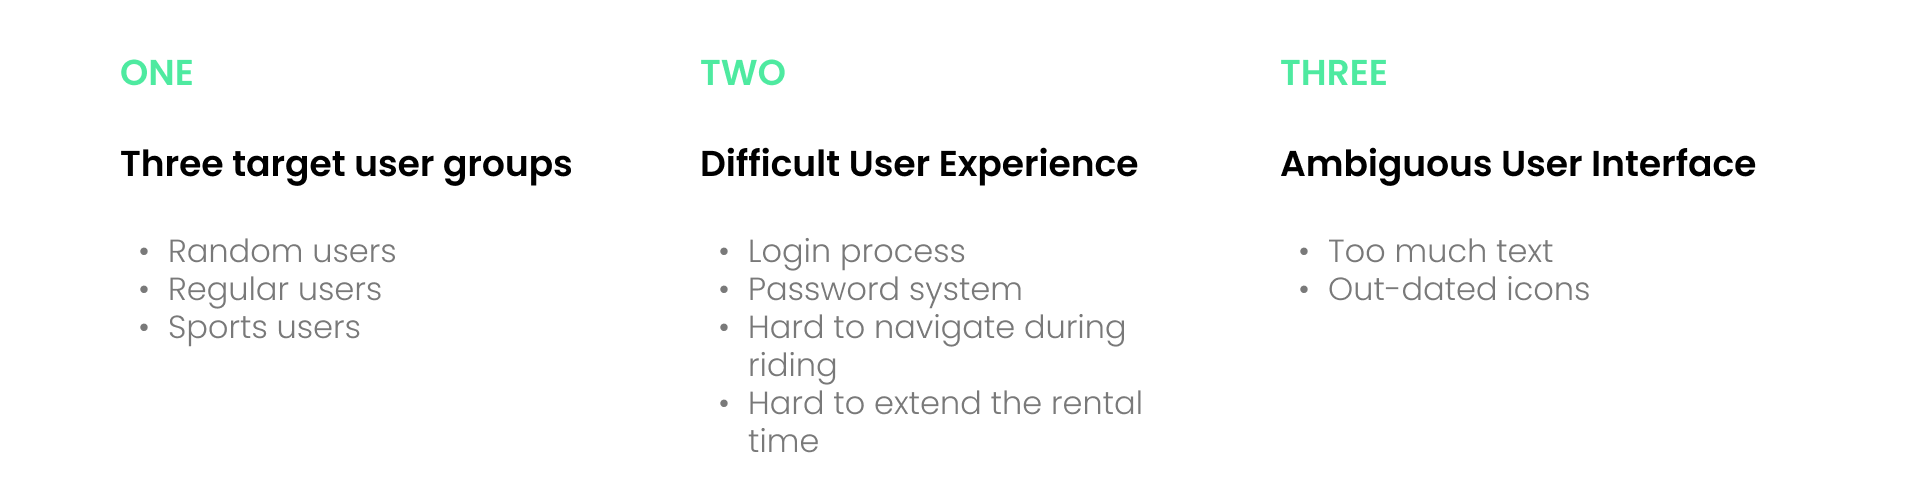 ONE
Three target user groups
• Random users
• Regular users
• Sports users
TWO
Difficult User Experience
• Login process
• Password system
• Hard to navigate during
riding
• Hard to extend the rental
time
THREE
Ambiguous User Interface
• Too much text
• Out-dated icons